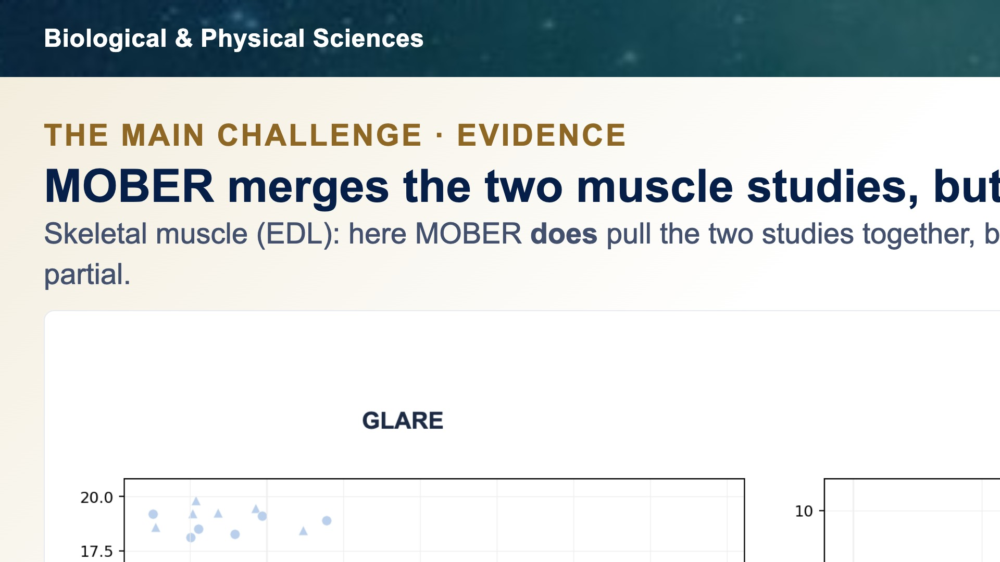 Biological & Physical Sciences
THE MAIN CHALLENGE · EVIDENCE
MOBER merges the two muscle studies, but
Skeletal muscle (EDL): here MOBER does pull the two studies together, b
partial.
GLARE
20.0
17.5
10